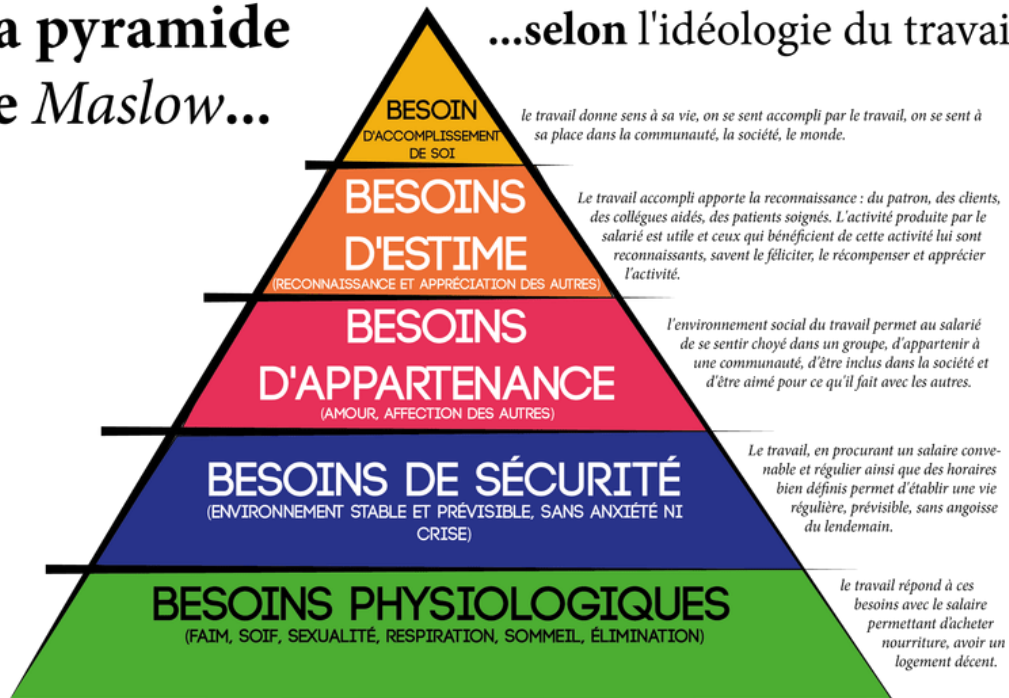 a pyramide
e Maslow...
...selon l'idéologie du travai
BESOIN
D'ACCOMPLISSEMENT
DE SOI
le travail donne sens à sa vie, on se sent accompli par le travail, on se sent à
sa place dans la communauté, la société, le monde.
BESOINS
D'ESTIME
(RECONNAISSANCE ET APPRÉCIATION DES AUTRES)
Le travail accompli apporte la reconnaissance : du patron, des clients,
des collégues aidés, des patients soignés. L'activité produite par le
salarié est utile et ceux qui bénéficient de cette activité lui sont
reconnaissants, savent le féliciter, le récompenser et apprécier
l'activité.
BESOINS
D'APPARTENANCE
(AMOUR, AFFECTION DES AUTRES)
l'environnement social du travail permet au salarié
de se sentir choyé dans un groupe, d'appartenir à
une communauté, d'être inclus dans la société et
d'être aimé pour ce qu'il fait avec les autres.
BESOINS DE SÉCURITÉ
(ENVIRONNEMENT STABLE ET PRÉVISIBLE, SANS ANXIÉTÉ NI
CRISE)
Le travail, en procurant un salaire conve-
nable et régulier ainsi que des horaires
bien définis permet d'établir une vie
régulière, prévisible, sans angoisse
du lendemain.
BESOINS PHYSIOLOGIQUES
(FAIM, SOIF, SEXUALITÉ, RESPIRATION, SOMMEIL, ÉLIMINATION)
le travail répond à ces
besoins avec le salaire
permettant d'acheter
nourriture, avoir un
logement décent.